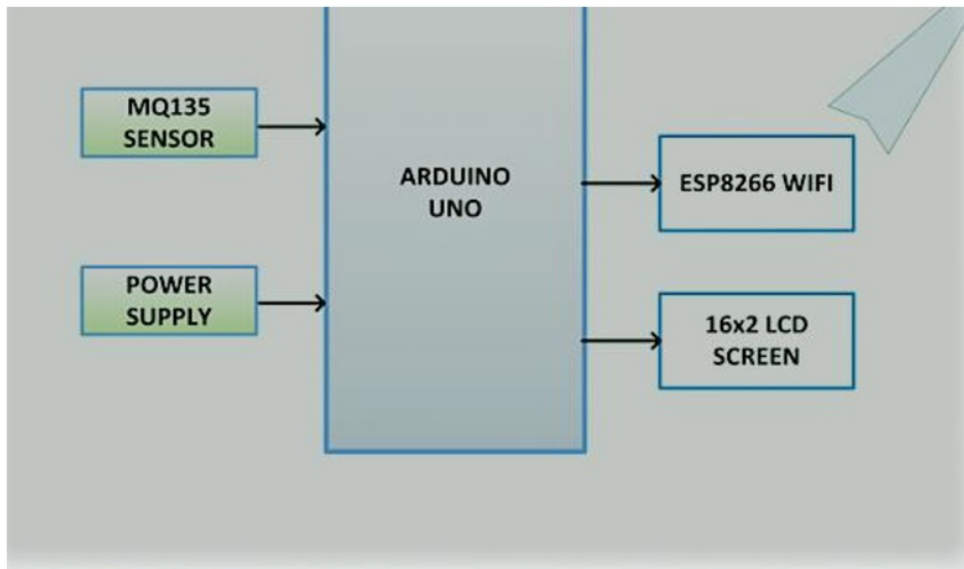 MQ135
SENSOR
POWER
SUPPLY
ARDUINO
UNO
ESP8266 WIFI
16x2 LCD
SCREEN